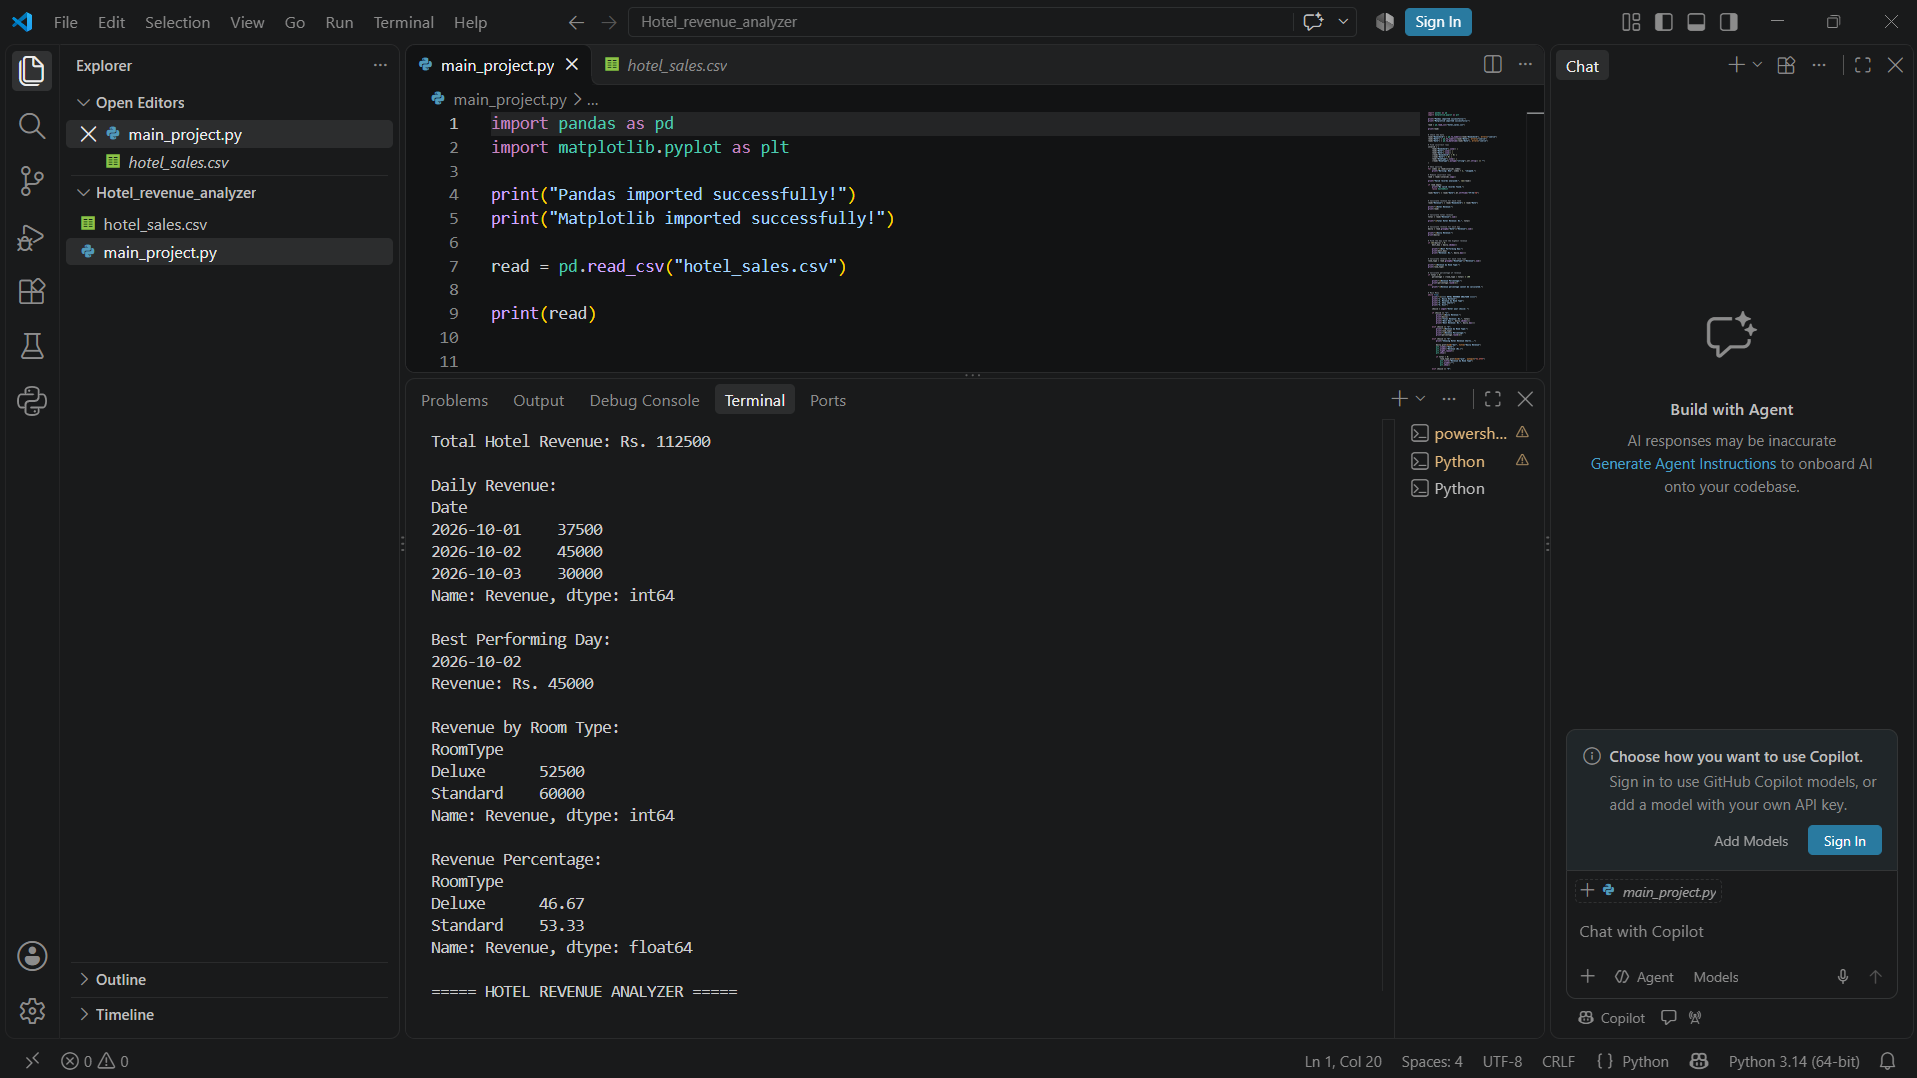 File Edit Selection View Go Run Terminal Help
Hotel_revenue_analyzer
Sign In
Explorer
Open Editors
main_project.py
hotel_sales.csv
Hotel_revenue_analyzer
hotel_sales.csv
main_project.py
Outline
Timeline
main_project.py
hotel_sales.csv
main_project.py > ...
1 import pandas as pd
2 import matplotlib.pyplot as plt
3
4 print("Pandas imported successfully!")
5 print("Matplotlib imported successfully!")
6
7 read = pd.read_csv("hotel_sales.csv")
8
9 print(read)
10
11
Problems Output Debug Console Terminal Ports
Total Hotel Revenue: Rs. 112500
Daily Revenue:
Date
2026-10-01 37500
2026-10-02 45000
2026-10-03 30000
Name: Revenue, dtype: int64
Best Performing Day:
2026-10-02
Revenue: Rs. 45000
Revenue by Room Type:
RoomType
Deluxe 52500
Standard 60000
Name: Revenue, dtype: int64
Revenue Percentage:
RoomType
Deluxe 46.67
Standard 53.33
Name: Revenue, dtype: float64
===== HOTEL REVENUE ANALYZER =====
powersh...
Python
Python
Chat
Build with Agent
AI responses may be inaccurate
Generate Agent Instructions to onboard AI
onto your codebase.
Choose how you want to use Copilot.
Sign in to use GitHub Copilot models, or
add a model with your own API key.
Add Models Sign In
main_project.py
Chat with Copilot
Agent Models
Copilot
0 0
Ln 1, Col 20 Spaces: 4 UTF-8 CRLF {} Python Python 3.14 (64-bit)